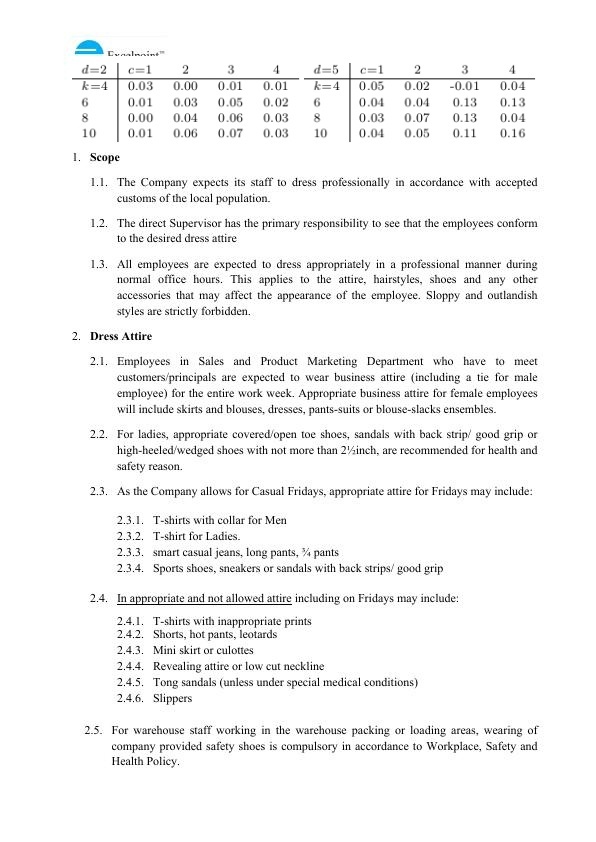 Excelpoint™
d=2 c=1 2 3 4 d=5 c=1 2 3 4
k=4 0.03 0.00 0.01 0.01 k=4 0.05 0.02 -0.01 0.04
6 0.01 0.03 0.05 0.02 6 0.04 0.04 0.13 0.13
8 0.00 0.04 0.06 0.03 8 0.03 0.07 0.13 0.04
10 0.01 0.06 0.07 0.03 10 0.04 0.05 0.11 0.16
1. Scope
1.1. The Company expects its staff to dress professionally in accordance with accepted
customs of the local population.
1.2. The direct Supervisor has the primary responsibility to see that the employees conform
to the desired dress attire
1.3. All employees are expected to dress appropriately in a professional manner during
normal office hours. This applies to the attire, hairstyles, shoes and any other
accessories that may affect the appearance of the employee. Sloppy and outlandish
styles are strictly forbidden.
2. Dress Attire
2.1. Employees in Sales and Product Marketing Department who have to meet
customers/principals are expected to wear business attire (including a tie for male
employee) for the entire work week. Appropriate business attire for female employees
will include skirts and blouses, dresses, pants-suits or blouse-slacks ensembles.
2.2. For ladies, appropriate covered/open toe shoes, sandals with back strip/ good grip or
high-heeled/wedged shoes with not more than 2½inch, are recommended for health and
safety reason.
2.3. As the Company allows for Casual Fridays, appropriate attire for Fridays may include:
2.3.1. T-shirts with collar for Men
2.3.2. T-shirt for Ladies.
2.3.3. smart casual jeans, long pants, ¾ pants
2.3.4. Sports shoes, sneakers or sandals with back strips/ good grip
2.4. In appropriate and not allowed attire including on Fridays may include:
2.4.1. T-shirts with inappropriate prints
2.4.2. Shorts, hot pants, leotards
2.4.3. Mini skirt or culottes
2.4.4. Revealing attire or low cut neckline
2.4.5. Tong sandals (unless under special medical conditions)
2.4.6. Slippers
2.5. For warehouse staff working in the warehouse packing or loading areas, wearing of
company provided safety shoes is compulsory in accordance to Workplace, Safety and
Health Policy.